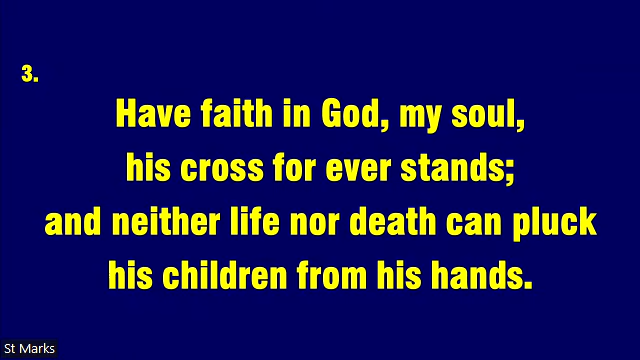 3.
Have faith in God, my soul,
his cross for ever stands;
and neither life nor death can pluck
his children from his hands.
St Marks